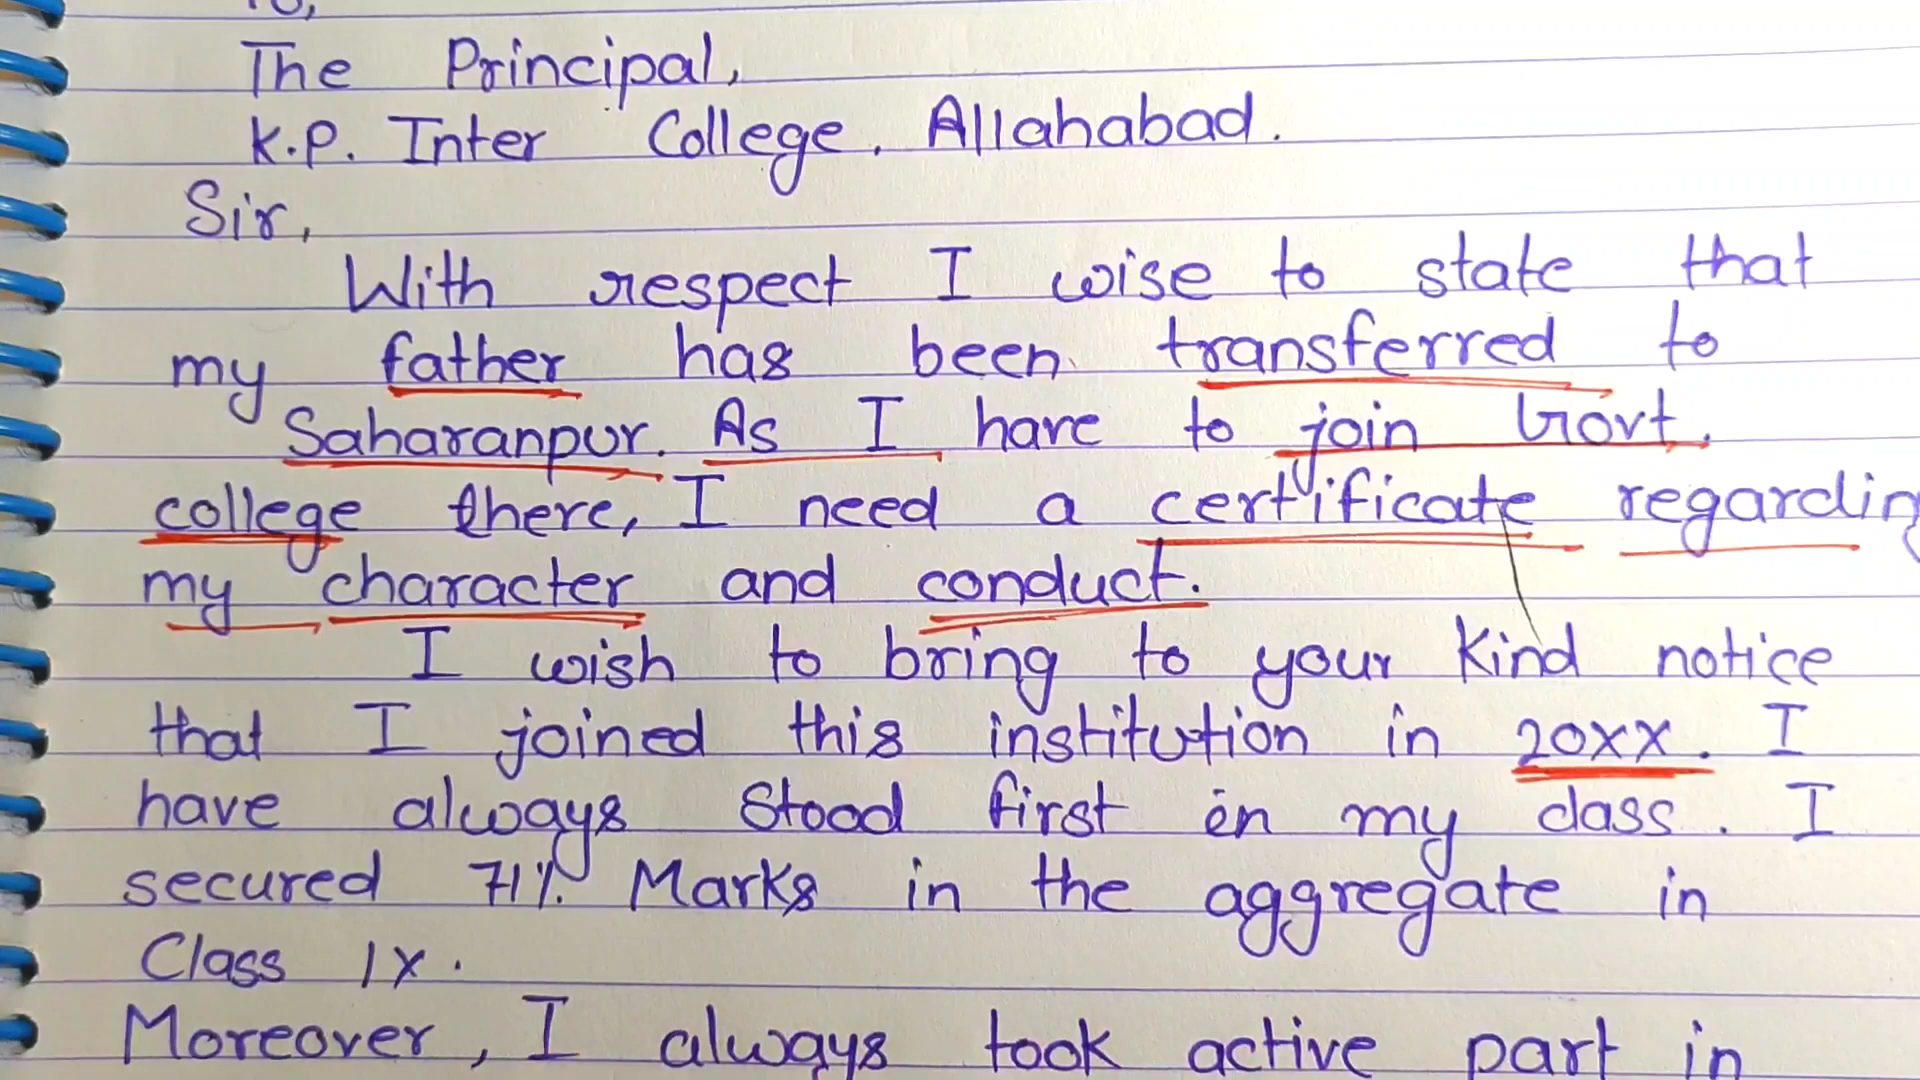 To,
The Principal,
K.P. Inter College, Allahabad.
Sir,
With respect I wise to state that
my father has been transferred to
Saharanpur. As I have to join Govt.
college there, I need a certificate regarding
my character and conduct.
I wish to bring to your Kind notice
that I joined this institution in 20xx. I
have always stood first in my class. I
secured 71% Marks in the aggregate in
Class IX.
Moreover, I always took active part in